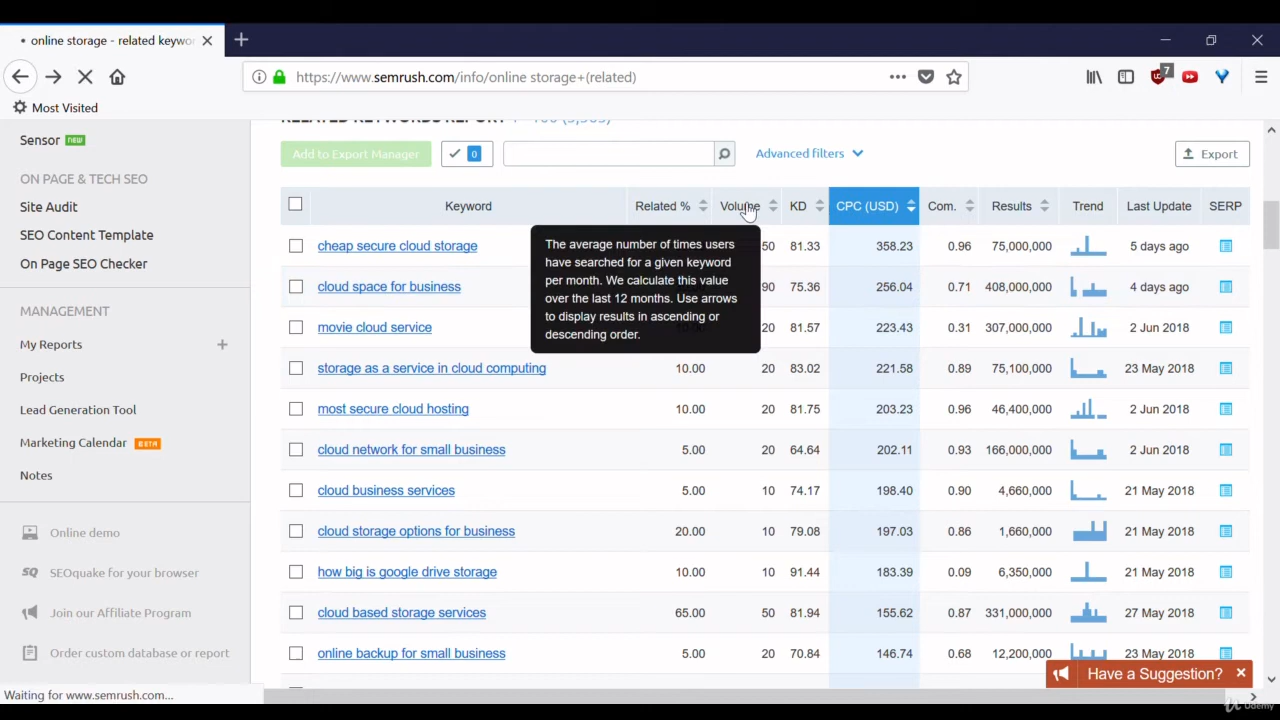 online storage - related keywor
https://www.semrush.com/info/online storage+(related)
7
Most Visited
Sensor NEW
ON PAGE & TECH SEO
Site Audit
SEO Content Template
On Page SEO Checker
MANAGEMENT
My Reports
Projects
Lead Generation Tool
Marketing Calendar BETA
Notes
Online demo
SEOquake for your browser
Join our Affiliate Program
Order custom database or report
Waiting for www.semrush.com...
RELATED KEYWORDS REPORT
Add to Export Manager 0 Advanced filters Export
Keyword Related % Volume KD CPC (USD) Com. Results Trend Last Update SERP
cheap secure cloud storage 50 81.33 358.23 0.96 75,000,000 5 days ago
cloud space for business 90 75.36 256.04 0.71 408,000,000 4 days ago
movie cloud service 20 81.57 223.43 0.31 307,000,000 2 Jun 2018
storage as a service in cloud computing 10.00 20 83.02 221.58 0.89 75,100,000 23 May 2018
most secure cloud hosting 10.00 20 81.75 203.23 0.96 46,400,000 2 Jun 2018
cloud network for small business 5.00 20 64.64 202.11 0.93 166,000,000 2 Jun 2018
cloud business services 5.00 10 74.17 198.40 0.90 4,660,000 21 May 2018
cloud storage options for business 20.00 10 79.08 197.03 0.86 1,660,000 21 May 2018
how big is google drive storage 10.00 10 91.44 183.39 0.09 6,350,000 21 May 2018
cloud based storage services 65.00 50 81.94 155.62 0.87 331,000,000 27 May 2018
online backup for small business 5.00 20 70.84 146.74 0.68 12,200,000 23 May 2018
The average number of times users
have searched for a given keyword
per month. We calculate this value
over the last 12 months. Use arrows
to display results in ascending or
descending order.
Have a Suggestion?
Udemy